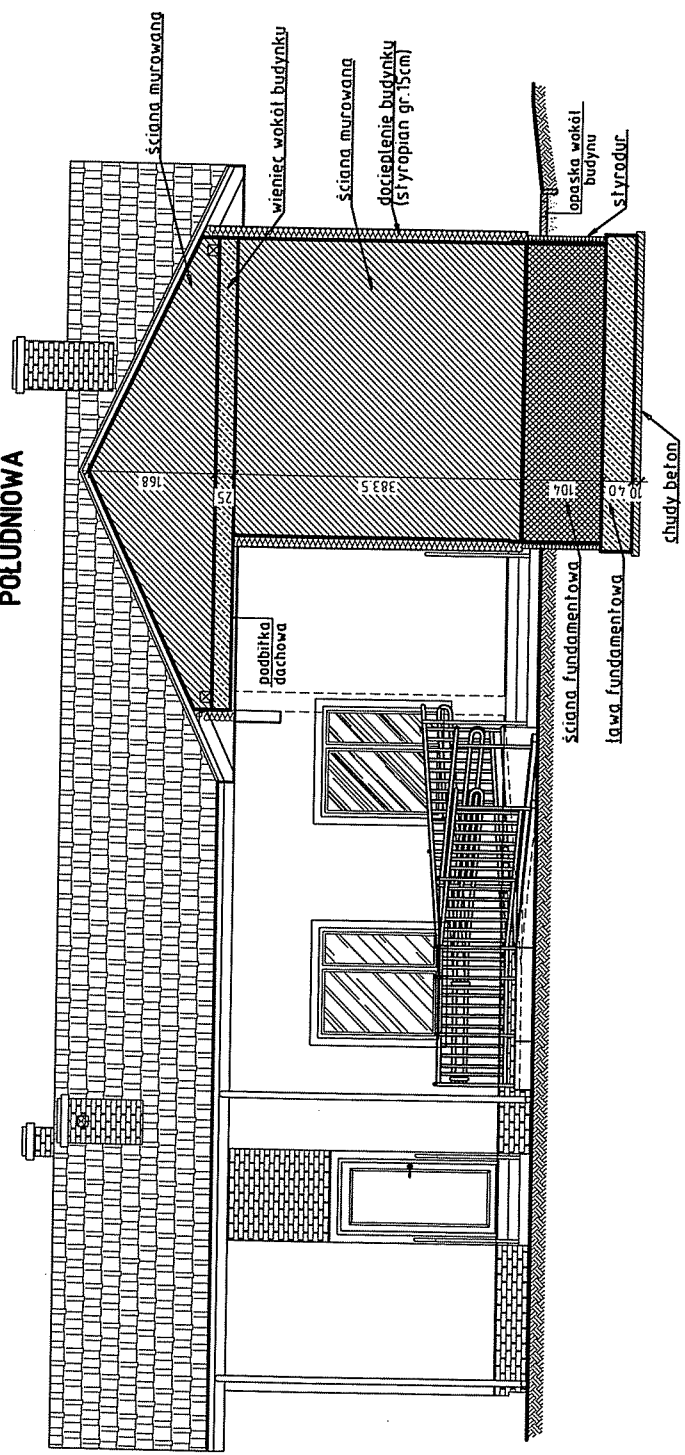 POŁUDNIOWA
ściana murowana
wieniec wokół budynku
ściana murowana
docieplenie budynku
(styropian gr.15cm)
opaska wokół
budynu
styrodur
podbitka
dachowa
168
25
383.5
104
40
10
ściana fundamentowa
ława fundamentowa
chudy beton